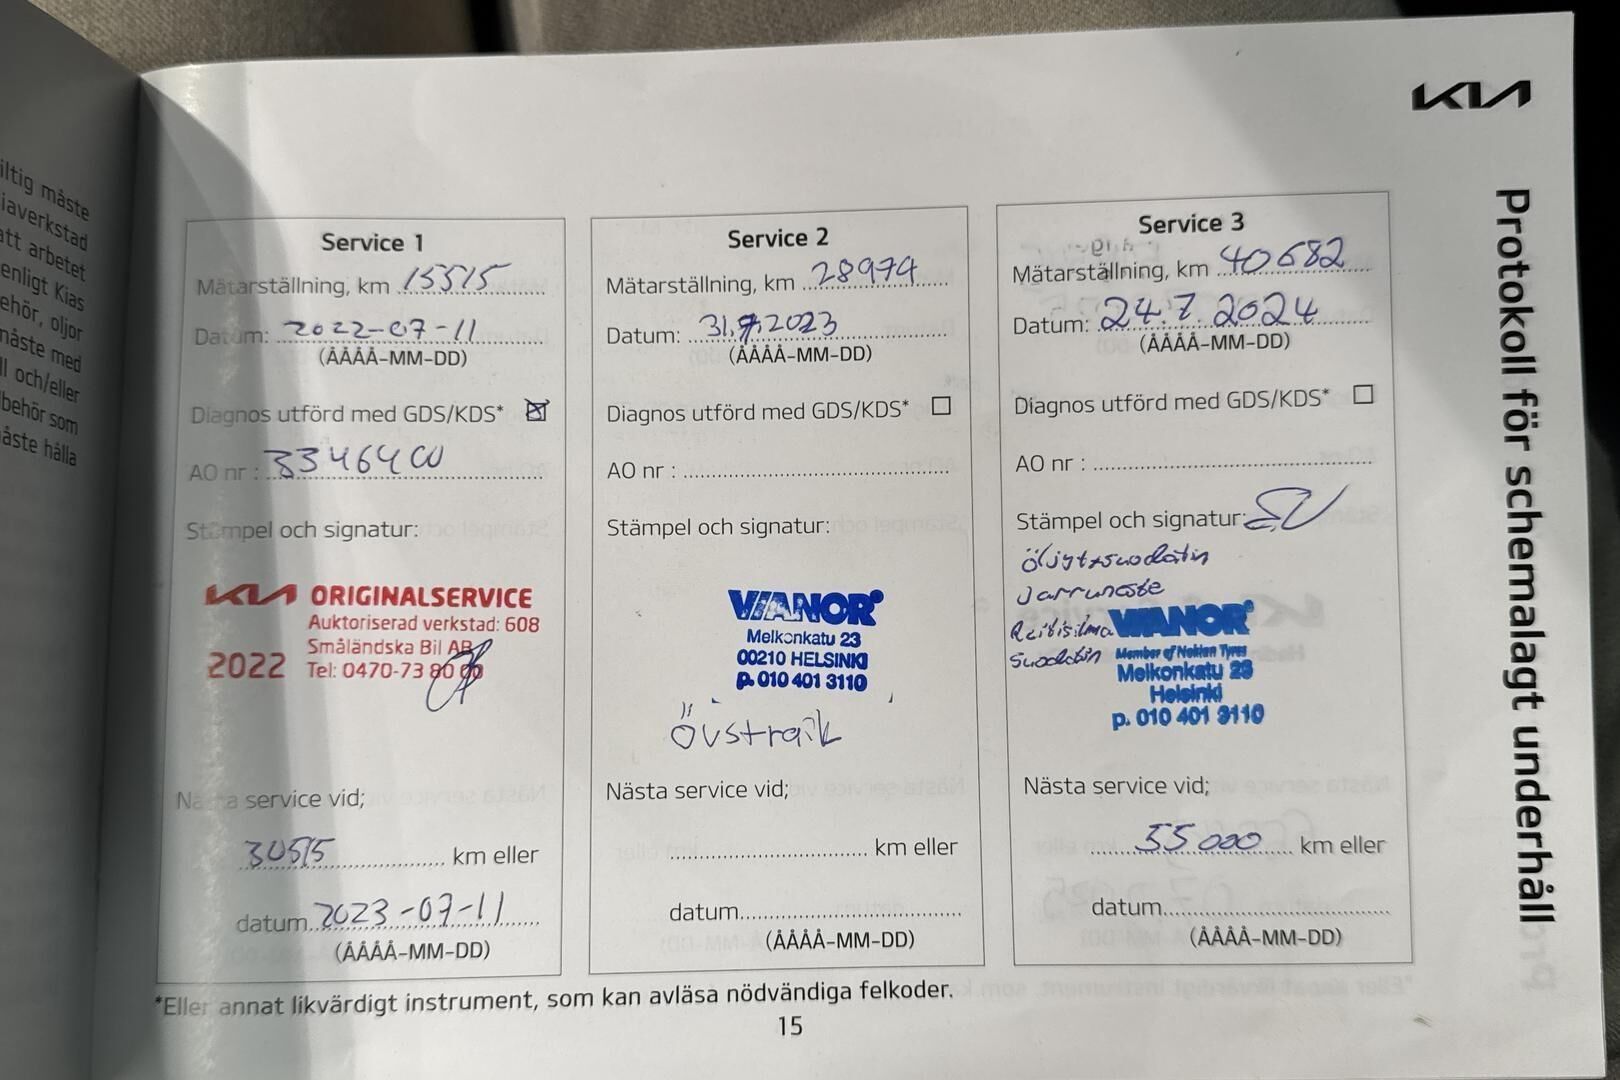 iltig måste
iaverkstad
att arbetet
enligt Kias
ehör, oljor
måste med
ll och/eller
behör som
åste hålla
KIA
Protokoll för schemalagt underhåll
Service 1
Mätarställning, km 15515
Datum: 2022-07-11
(ÅÅÅÅ-MM-DD)
Diagnos utförd med GDS/KDS*
AO nr :
Stämpel och signatur:
KIA ORIGINALSERVICE
Auktoriserad verkstad: 608
Småländska Bil AB
2022 Tel: 0470-73 80 00
Nästa service vid;
30515 km eller
datum 2023-07-11
(ÅÅÅÅ-MM-DD)
Service 2
Mätarställning, km 28974
Datum: 31.7.2023
(ÅÅÅÅ-MM-DD)
Diagnos utförd med GDS/KDS*
AO nr :
Stämpel och signatur:
VIANOR
Melkonkatu 23
00210 HELSINKI
p. 010 401 3110
Nästa service vid;
km eller
datum
(ÅÅÅÅ-MM-DD)
Service 3
Mätarställning, km 40682
Datum: 24.7.2024
(ÅÅÅÅ-MM-DD)
Diagnos utförd med GDS/KDS*
AO nr :
Stämpel och signatur:
öljyt+suodatin
Jarruneste
Raitisilma
suodatin
VIANOR
Member of Nokian Tyres
Melkonkatu 23
Helsinki
p. 010 401 3110
Nästa service vid;
55 000 km eller
datum
(ÅÅÅÅ-MM-DD)
*Eller annat likvärdigt instrument, som kan avläsa nödvändiga felkoder.
15